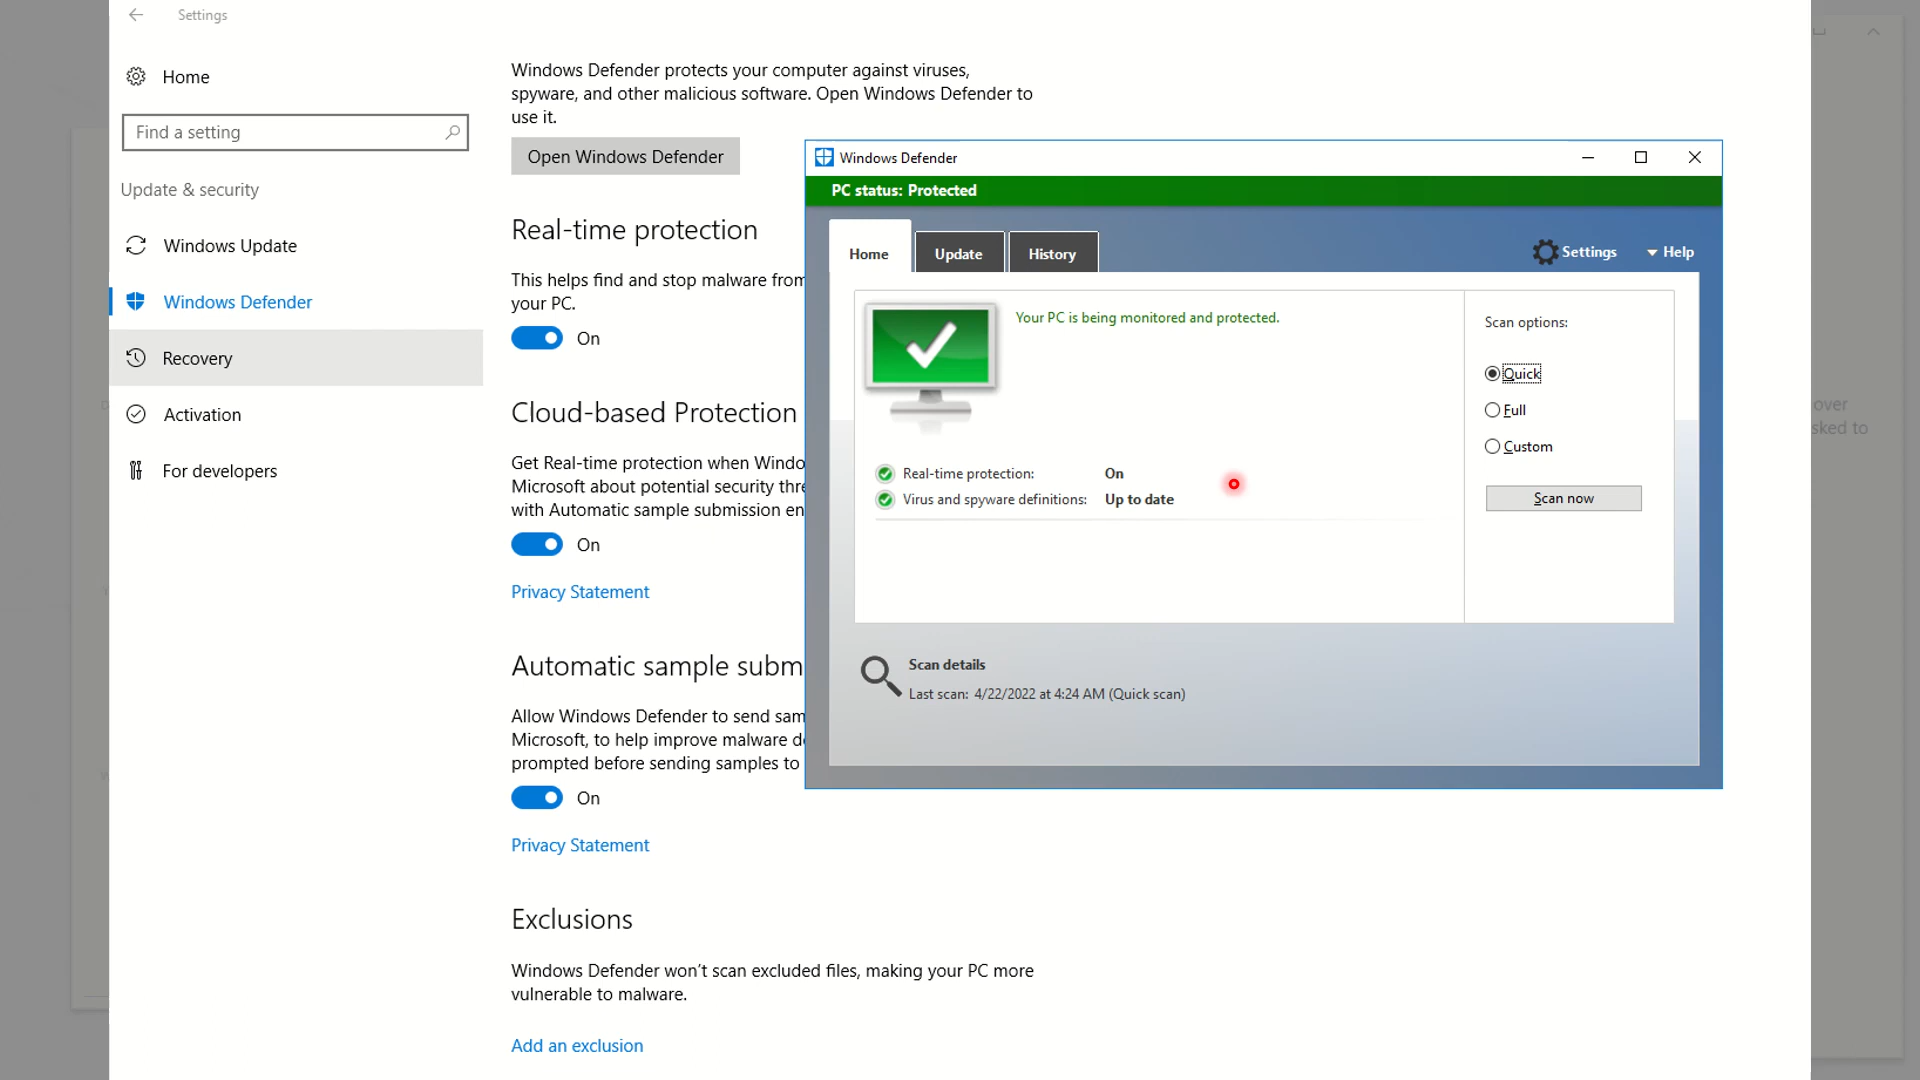 Settings
Home
Find a setting
Update & security
Windows Update
Windows Defender
Recovery
Activation
For developers
Windows Defender protects your computer against viruses,
spyware, and other malicious software. Open Windows Defender to
use it.
Open Windows Defender
Real-time protection
This helps find and stop malware from
your PC.
On
Cloud-based Protection
Get Real-time protection when Windo
Microsoft about potential security thre
with Automatic sample submission en
On
Privacy Statement
Automatic sample subm
Allow Windows Defender to send sam
Microsoft, to help improve malware d
prompted before sending samples to
On
Privacy Statement
Exclusions
Windows Defender won't scan excluded files, making your PC more
vulnerable to malware.
Add an exclusion
Windows Defender
PC status: Protected
Home
Update
History
Settings
Help
Your PC is being monitored and protected.
Real-time protection: On
Virus and spyware definitions: Up to date
Scan options:
Quick
Full
Custom
Scan now
Scan details
Last scan: 4/22/2022 at 4:24 AM (Quick scan)
over
sked to